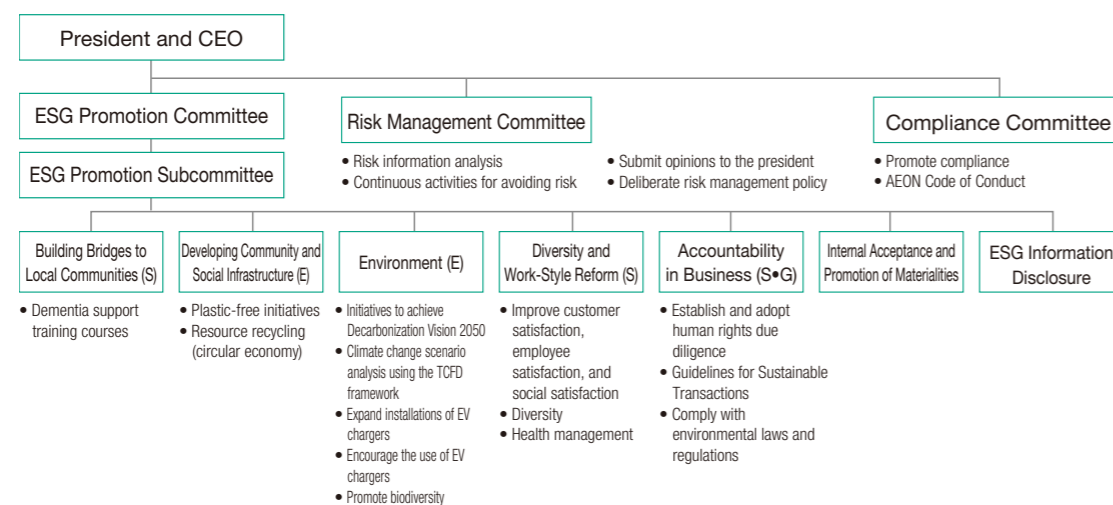 President and CEO
ESG Promotion Committee
Risk Management Committee
Compliance Committee
• Risk information analysis
• Continuous activities for avoiding risk
• Submit opinions to the president
• Deliberate risk management policy
• Promote compliance
• AEON Code of Conduct
ESG Promotion Subcommittee
Building Bridges to
Local Communities (S)
• Dementia support
training courses
Developing Community and
Social Infrastructure (E)
• Plastic-free initiatives
• Resource recycling
(circular economy)
Environment (E)
• Initiatives to achieve
Decarbonization Vision 2050
• Climate change scenario
analysis using the TCFD
framework
• Expand installations of EV
chargers
• Encourage the use of EV
chargers
• Promote biodiversity
Diversity and
Work-Style Reform (S)
• Improve customer
satisfaction,
employee
satisfaction, and
social satisfaction
• Diversity
• Health management
Accountability
in Business (S•G)
• Establish and adopt
human rights due
diligence
• Guidelines for Sustainable
Transactions
• Comply with
environmental laws and
regulations
Internal Acceptance and
Promotion of Materialities
ESG Information
Disclosure